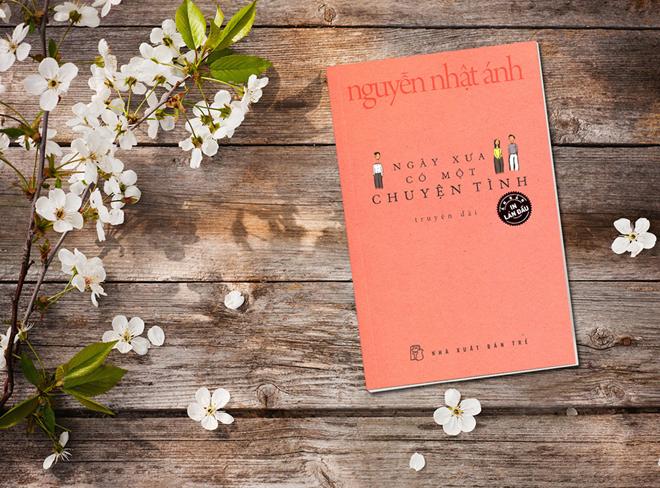 nguyễn nhật ánh
NGÀY XƯA
CÓ MỘT
CHUYỆN TÌNH
truyện dài
IN
LẦN ĐẦU
NHÀ XUẤT BẢN TRẺ